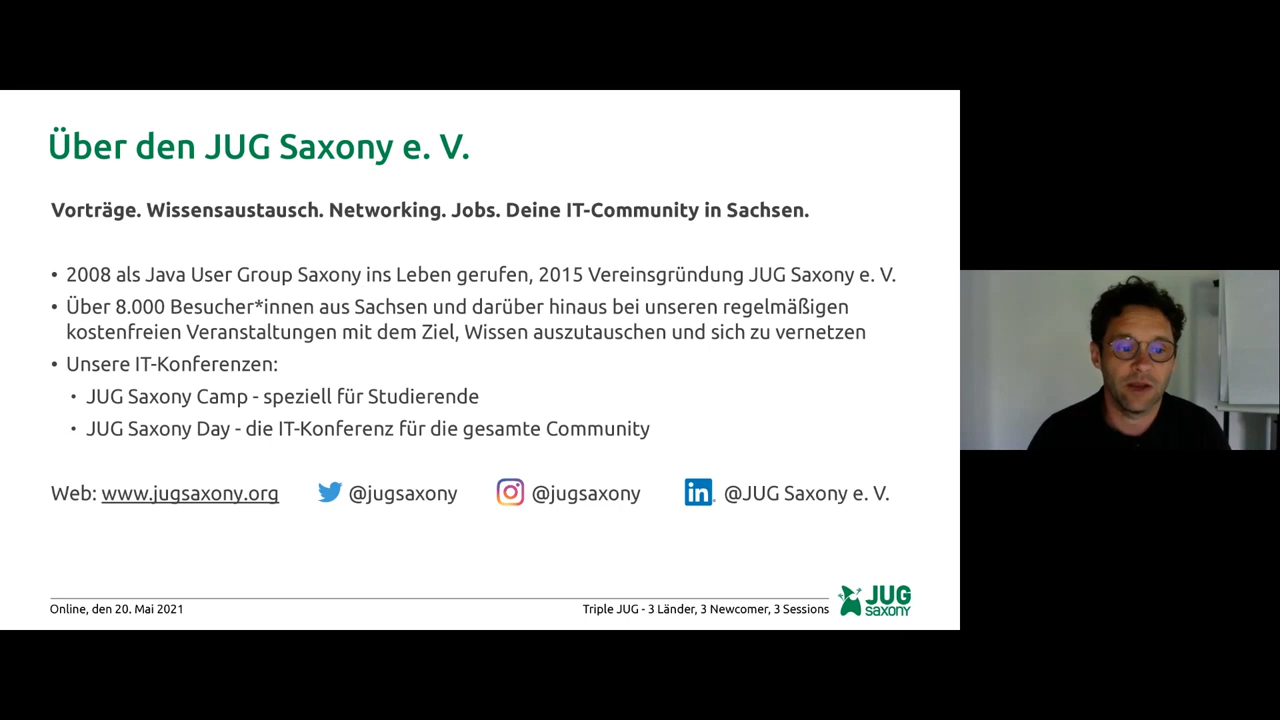 Über den JUG Saxony e. V.
Vorträge. Wissensaustausch. Networking. Jobs. Deine IT-Community in Sachsen.
• 2008 als Java User Group Saxony ins Leben gerufen, 2015 Vereinsgründung JUG Saxony e. V.
• Über 8.000 Besucher*innen aus Sachsen und darüber hinaus bei unseren regelmäßigen
kostenfreien Veranstaltungen mit dem Ziel, Wissen auszutauschen und sich zu vernetzen
• Unsere IT-Konferenzen:
• JUG Saxony Camp - speziell für Studierende
• JUG Saxony Day - die IT-Konferenz für die gesamte Community
Web: www.jugsaxony.org @jugsaxony @jugsaxony in @JUG Saxony e. V.
Online, den 20. Mai 2021
Triple JUG - 3 Länder, 3 Newcomer, 3 Sessions
JUG
saxony